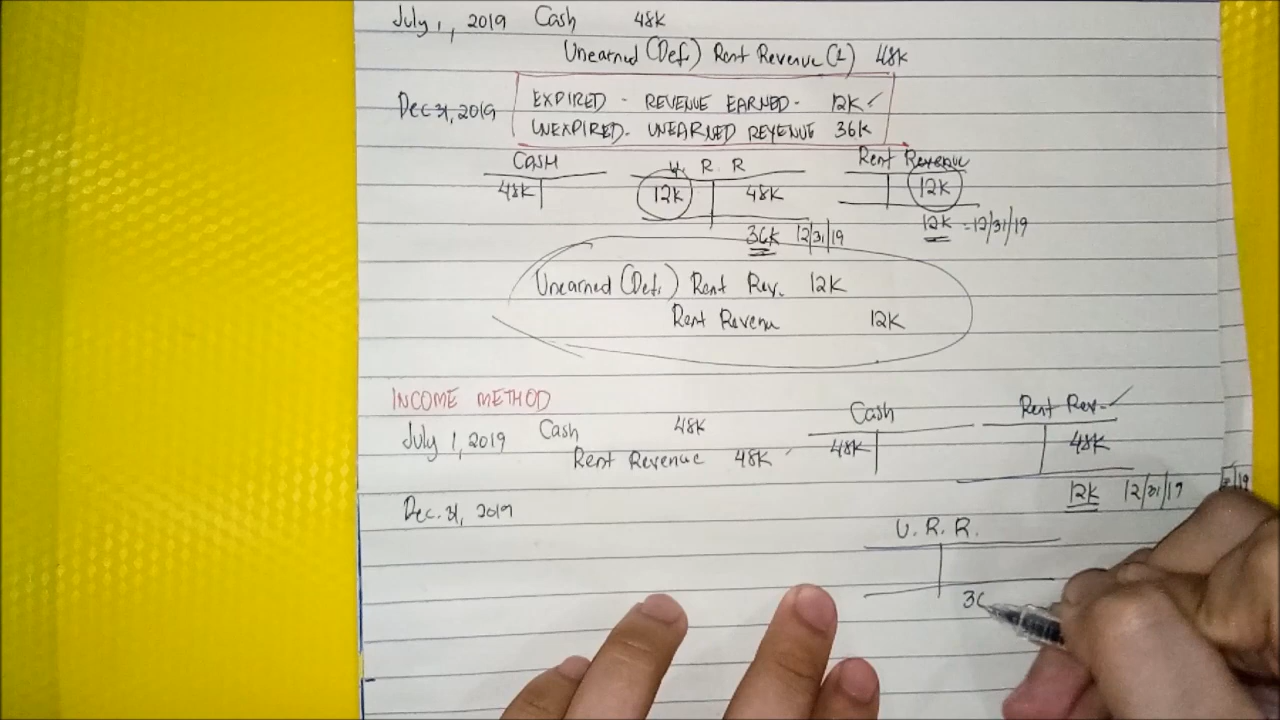 July 1, 2019 Cash 48K
Unearned (Def.) Rent Revenue (L) 48K
Dec 31, 2019
EXPIRED - REVENUE EARNED - 12K ✓
UNEXPIRED - UNEARNED REVENUE 36K
CASH U. R. R Rent Revenue
48K 12K 48K 12K
36K 12/31/19 12K - 12/31/19
Unearned (Def.) Rent Rev. 12K
Rent Revenu 12K
INCOME METHOD
July 1, 2019 Cash 48K
Rent Revenue 48K
Cash Rent Rev. ✓
48K 48K
12K 12/31/19
Dec. 31, 2019
U. R. R.
36